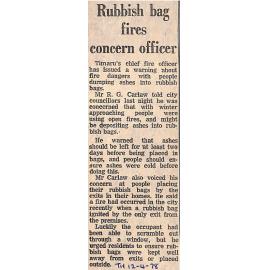 Rubbish bag
fires
concern officer
Timaru's chief fire officer
has issued a warning about
fire dangers with people
dumping ashes into rubbish
bags.
Mr R. G. Carlaw told city
councillors last night he was
concerned that with winter
approaching people were
using open fires, and might
be depositing ashes into rub-
bish bags.
He warned that ashes
should be left for at least two
days before being placed in
bags, and people should en-
sure ashes were cold before
doing this.
Mr Carlaw also voiced his
concern at people placing
their rubbish bags by the
exits in their homes. He said
a fire had occurred in the city
recently when a rubbish bag
ignited by the only exit from
the premises.
Luckily the occupant had
been able to scramble out
through a window, but he
urged residents to ensure rub-
bish bags were kept well
away from exits or placed
outside. TH 12-4-78